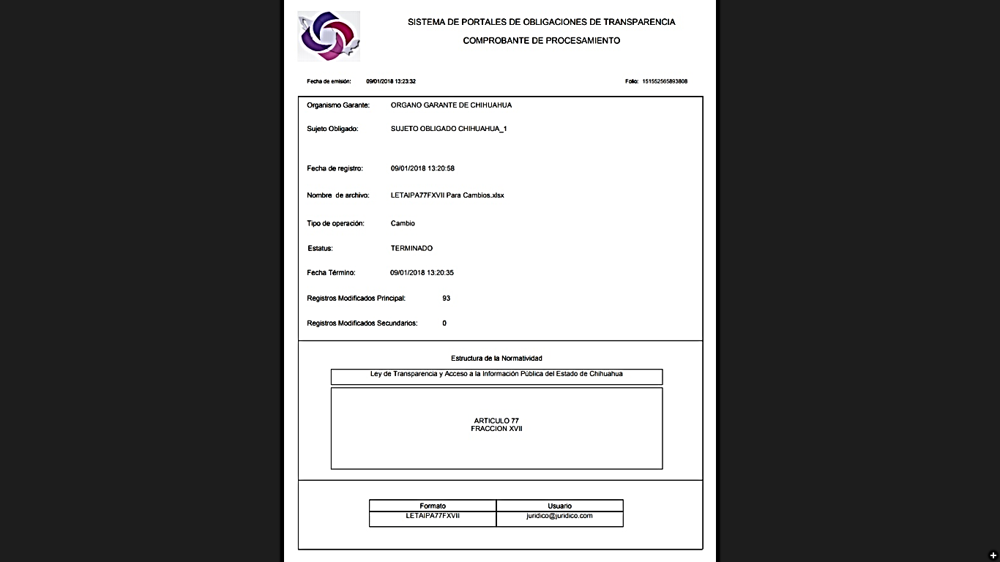 SISTEMA DE PORTALES DE OBLIGACIONES DE TRANSPARENCIA
COMPROBANTE DE PROCESAMIENTO
Fecha de emisión: 09/01/2018 13:23:32 Folio: 151552565893808
Organismo Garante: ORGANO GARANTE DE CHIHUAHUA
Sujeto Obligado: SUJETO OBLIGADO CHIHUAHUA_1
Fecha de registro: 09/01/2018 13:20:58
Nombre de archivo: LETAIPA77FXVII Para Cambios.xlsx
Tipo de operación: Cambio
Estatus: TERMINADO
Fecha Término: 09/01/2018 13:20:35
Registros Modificados Principal: 93
Registros Modificados Secundarios: 0
Estructura de la Normatividad
Ley de Transparencia y Acceso a la Información Pública del Estado de Chihuahua
ARTICULO 77
FRACCION XVII
Formato Usuario
LETAIPA77FXVII juridico@juridico.com